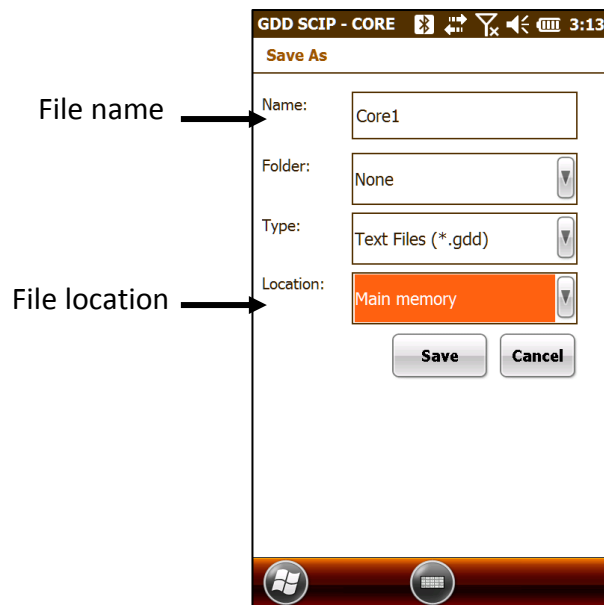 GDD SCIP - CORE 3:13
Save As
File name
Name:
Core1
Folder:
None
Type:
Text Files (*.gdd)
File location
Location:
Main memory
Save Cancel